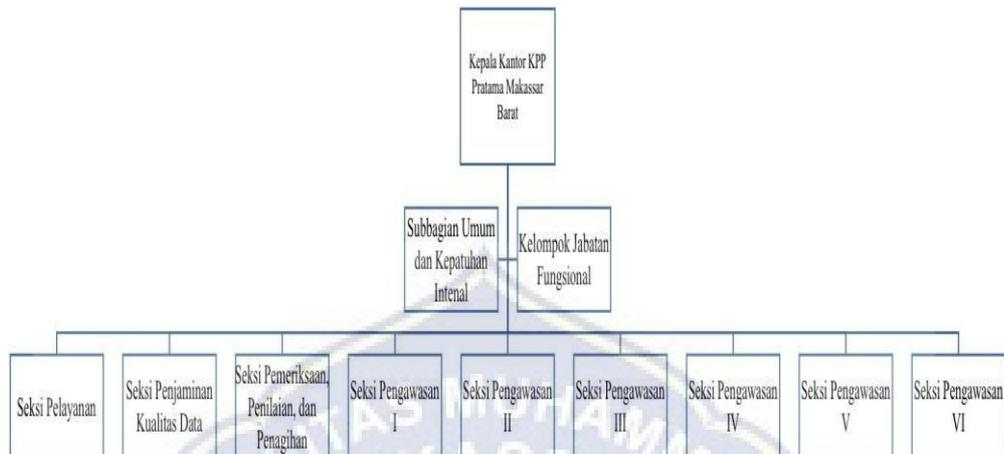 Kepala Kantor KPP
Pratama Makassar
Barat
Subbagian Umum
dan Kepatuhan
Intenal
Kelompok Jabatan
Fungsional
Seksi Pelayanan
Seksi Penjaminan
Kualitas Data
Seksi Pemeriksaan,
Penilaian, dan
Penagihan
Seksi Pengawasan
I
Seksi Pengawasan
II
Seksi Pengawasan
III
Seksi Pengawasan
IV
Seksi Pengawasan
V
Seksi Pengawasan
VI